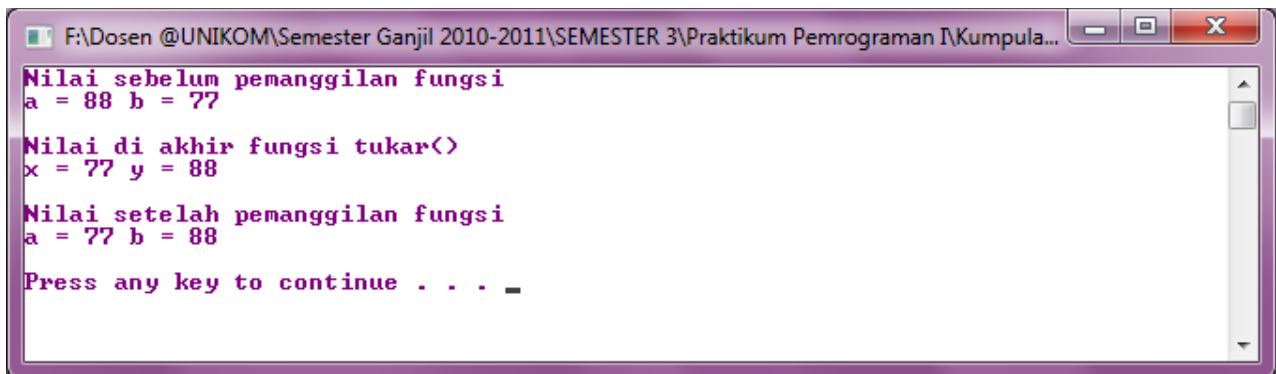 F:\Dosen @UNIKOM\Semester Ganjil 2010-2011\SEMESTER 3\Praktikum Pemrograman I\Kumpula...
Nilai sebelum pemanggilan fungsi
a = 88 b = 77
Nilai di akhir fungsi tukar()
x = 77 y = 88
Nilai setelah pemanggilan fungsi
a = 77 b = 88
Press any key to continue . . . _